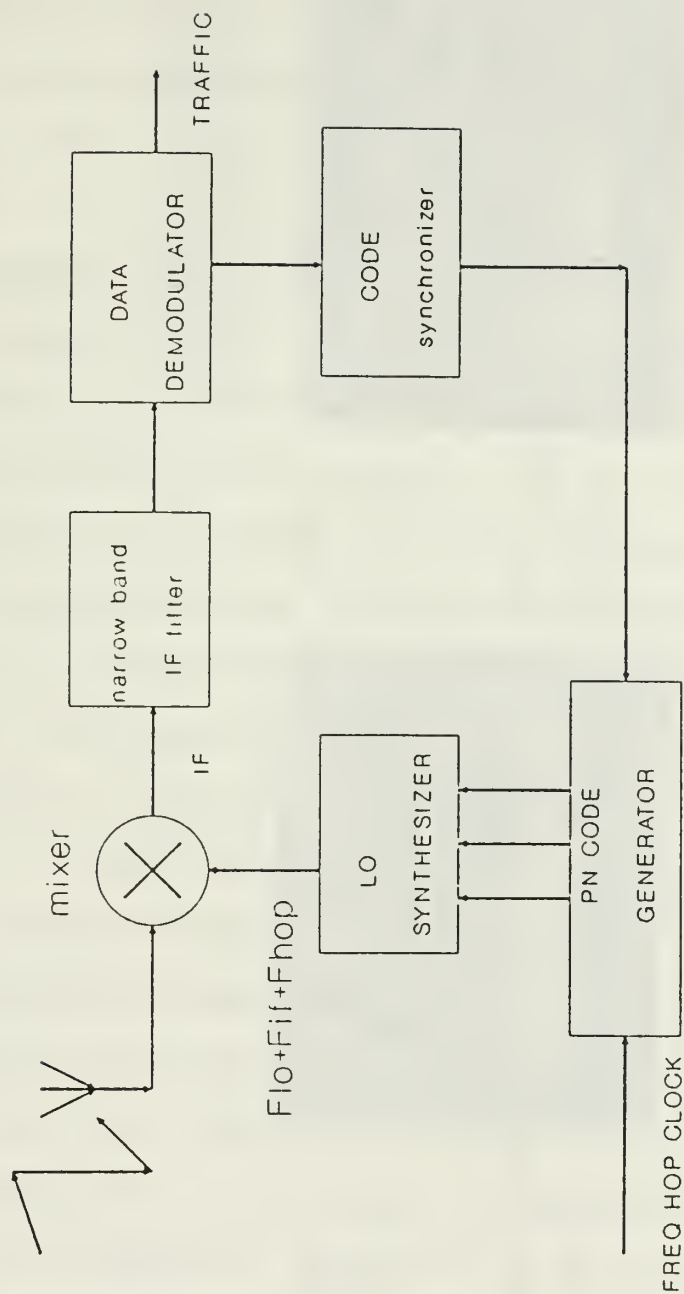 mixer
IF
narrow band
IF filter
DATA
DEMODULATOR
TRAFFIC
Flo+Fif+Fhop
LO
SYNTHESIZER
CODE
synchronizer
PN CODE
GENERATOR
FREQ HOP CLOCK